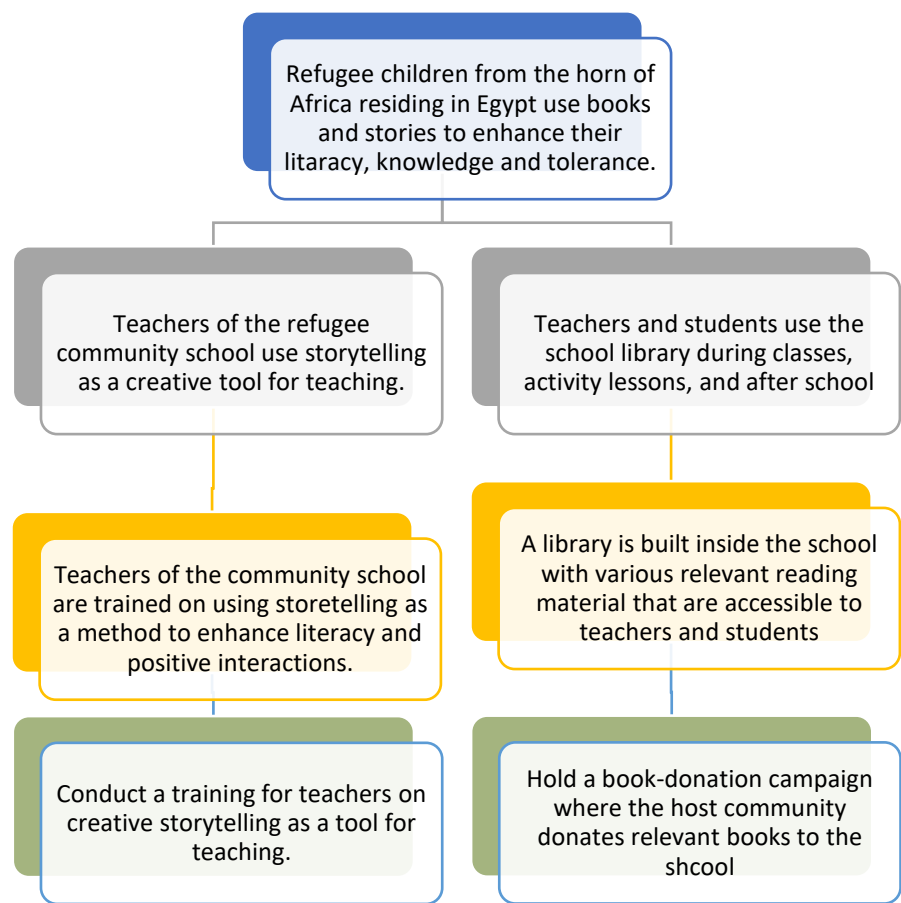 Refugee children from the horn of
Africa residing in Egypt use books
and stories to enhance their
litaracy, knowledge and tolerance.
Teachers of the refugee
community school use storytelling
as a creative tool for teaching.
Teachers and students use the
school library during classes,
activity lessons, and after school
Teachers of the community school
are trained on using storetelling as
a method to enhance literacy and
positive interactions.
A library is built inside the school
with various relevant reading
material that are accessible to
teachers and students
Conduct a training for teachers on
creative storytelling as a tool for
teaching.
Hold a book-donation campaign
where the host community
donates relevant books to the
shcool